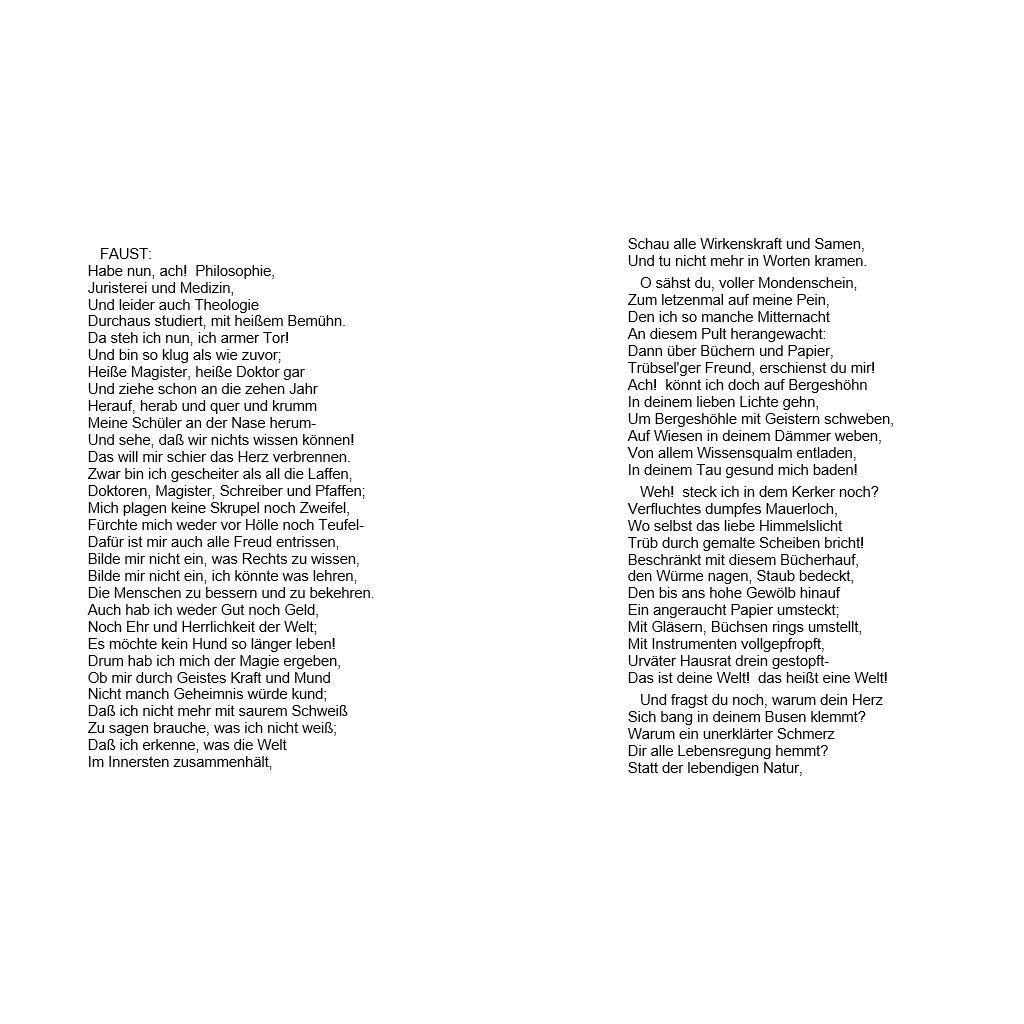 FAUST:
Habe nun, ach!  Philosophie,
Juristerei und Medizin,
Und leider auch Theologie
Durchaus studiert, mit heißem Bemühn.
Da steh ich nun, ich armer Tor!
Und bin so klug als wie zuvor;
Heiße Magister, heiße Doktor gar
Und ziehe schon an die zehen Jahr
Herauf, herab und quer und krumm
Meine Schüler an der Nase herum-
Und sehe, daß wir nichts wissen können!
Das will mir schier das Herz verbrennen.
Zwar bin ich gescheiter als all die Laffen,
Doktoren, Magister, Schreiber und Pfaffen;
Mich plagen keine Skrupel noch Zweifel,
Fürchte mich weder vor Hölle noch Teufel-
Dafür ist mir auch alle Freud entrissen,
Bilde mir nicht ein, was Rechts zu wissen,
Bilde mir nicht ein, ich könnte was lehren,
Die Menschen zu bessern und zu bekehren.
Auch hab ich weder Gut noch Geld,
Noch Ehr und Herrlichkeit der Welt;
Es möchte kein Hund so länger leben!
Drum hab ich mich der Magie ergeben,
Ob mir durch Geistes Kraft und Mund
Nicht manch Geheimnis würde kund;
Daß ich nicht mehr mit saurem Schweiß
Zu sagen brauche, was ich nicht weiß;
Daß ich erkenne, was die Welt
Im Innersten zusammenhält,
Schau alle Wirkenskraft und Samen,
Und tu nicht mehr in Worten kramen.
O sähst du, voller Mondenschein,
Zum letzenmal auf meine Pein,
Den ich so manche Mitternacht
An diesem Pult herangewacht:
Dann über Büchern und Papier,
Trübsel'ger Freund, erschienst du mir!
Ach!  könnt ich doch auf Bergeshöhn
In deinem lieben Lichte gehn,
Um Bergeshöhle mit Geistern schweben,
Auf Wiesen in deinem Dämmer weben,
Von allem Wissensqualm entladen,
In deinem Tau gesund mich baden!
Weh!  steck ich in dem Kerker noch?
Verfluchtes dumpfes Mauerloch,
Wo selbst das liebe Himmelslicht
Trüb durch gemalte Scheiben bricht!
Beschränkt mit diesem Bücherhauf,
den Würme nagen, Staub bedeckt,
Den bis ans hohe Gewölb hinauf
Ein angeraucht Papier umsteckt;
Mit Gläsern, Büchsen rings umstellt,
Mit Instrumenten vollgepfropft,
Urväter Hausrat drein gestopft-
Das ist deine Welt!  das heißt eine Welt!
Und fragst du noch, warum dein Herz
Sich bang in deinem Busen klemmt?
Warum ein unerklärter Schmerz
Dir alle Lebensregung hemmt?
Statt der lebendigen Natur,